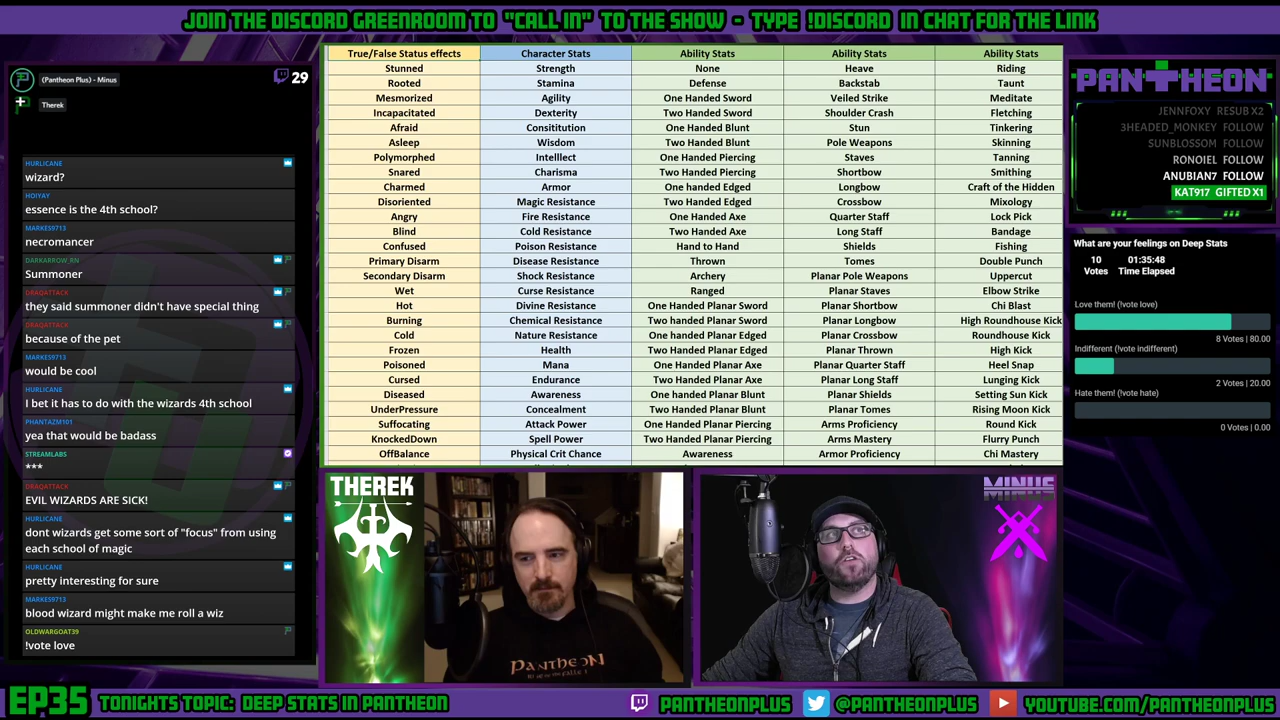 JOIN THE DISCORD GREENROOM TO "CALL IN" TO THE SHOW - TYPE !DISCORD IN CHAT FOR THE LINK
(Pantheon Plus) - Minus
29
Therek
HURLICANE
wizard?
HOIYAY
essence is the 4th school?
MARKES9713
necromancer
DARKARROW_RN
Summoner
DRAQATTACK
they said summoner didn't have special thing
DRAQATTACK
because of the pet
MARKES9713
would be cool
HURLICANE
I bet it has to do with the wizards 4th school
PHANTAZM101
yea that would be badass
STREAMLABS
***
DRAQATTACK
EVIL WIZARDS ARE SICK!
HURLICANE
dont wizards get some sort of "focus" from using
each school of magic
HURLICANE
pretty interesting for sure
MARKES9713
blood wizard might make me roll a wiz
OLDWARGOAT39
!vote love
True/False Status effects Character Stats Ability Stats Ability Stats Ability Stats
Stunned Strength None Heave Riding
Rooted Stamina Defense Backstab Taunt
Mesmorized Agility One Handed Sword Veiled Strike Meditate
Incapacitated Dexterity Two Handed Sword Shoulder Crash Fletching
Afraid Consititution One Handed Blunt Stun Tinkering
Asleep Wisdom Two Handed Blunt Pole Weapons Skinning
Polymorphed Intelllect One Handed Piercing Staves Tanning
Snared Charisma Two Handed Piercing Shortbow Smithing
Charmed Armor One handed Edged Longbow Craft of the Hidden
Disoriented Magic Resistance Two Handed Edged Crossbow Mixology
Angry Fire Resistance One Handed Axe Quarter Staff Lock Pick
Blind Cold Resistance Two Handed Axe Long Staff Bandage
Confused Poison Resistance Hand to Hand Shields Fishing
Primary Disarm Disease Resistance Thrown Tomes Double Punch
Secondary Disarm Shock Resistance Archery Planar Pole Weapons Uppercut
Wet Curse Resistance Ranged Planar Staves Elbow Strike
Hot Divine Resistance One Handed Planar Sword Planar Shortbow Chi Blast
Burning Chemical Resistance Two handed Planar Sword Planar Longbow High Roundhouse Kick
Cold Nature Resistance One handed Planar Edged Planar Crossbow Roundhouse Kick
Frozen Health Two Handed Planar Edged Planar Thrown High Kick
Poisoned Mana One Handed Planar Axe Planar Quarter Staff Heel Snap
Cursed Endurance Two Handed Planar Axe Planar Long Staff Lunging Kick
Diseased Awareness One handed Planar Blunt Planar Shields Setting Sun Kick
UnderPressure Concealment Two Handed Planar Blunt Planar Tomes Rising Moon Kick
Suffocating Attack Power One Handed Planar Piercing Arms Proficiency Round Kick
KnockedDown Spell Power Two Handed Planar Piercing Arms Mastery Flurry Punch
OffBalance Physical Crit Chance Awareness Armor Proficiency Chi Mastery
PANTHEON
JENNFOXY RESUB X2
3HEADED_MONKEY FOLLOW
SUNBLOSSOM FOLLOW
RONOIEL FOLLOW
ANUBIAN7 FOLLOW
KAT917 GIFTED X1
What are your feelings on Deep Stats
10 01:35:48
Votes Time Elapsed
Love them! (!vote love)
8 Votes | 80.00
Indifferent (!vote indifferent)
2 Votes | 20.00
Hate them! (!vote hate)
0 Votes | 0.00
THEREK
MINUS
PANTHEON
EP.35 TONIGHTS TOPIC: DEEP STATS IN PANTHEON PANTHEONPLUS @PANTHEONPLUS YOUTUBE.COM/PANTHEONPLUS